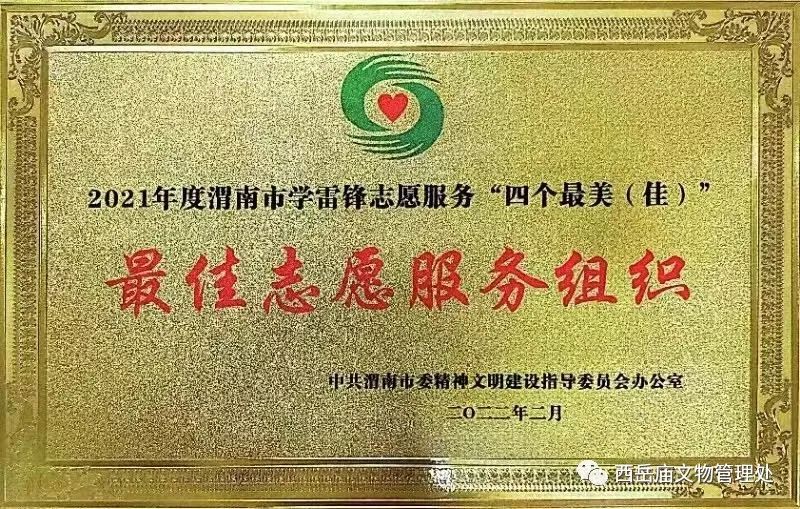 2021年度渭南市学雷锋志愿服务“四个最美（佳）”
最佳志愿服务组织
中共渭南市委精神文明建设指导委员会办公室
二〇二二年二月
西岳庙文物管理处